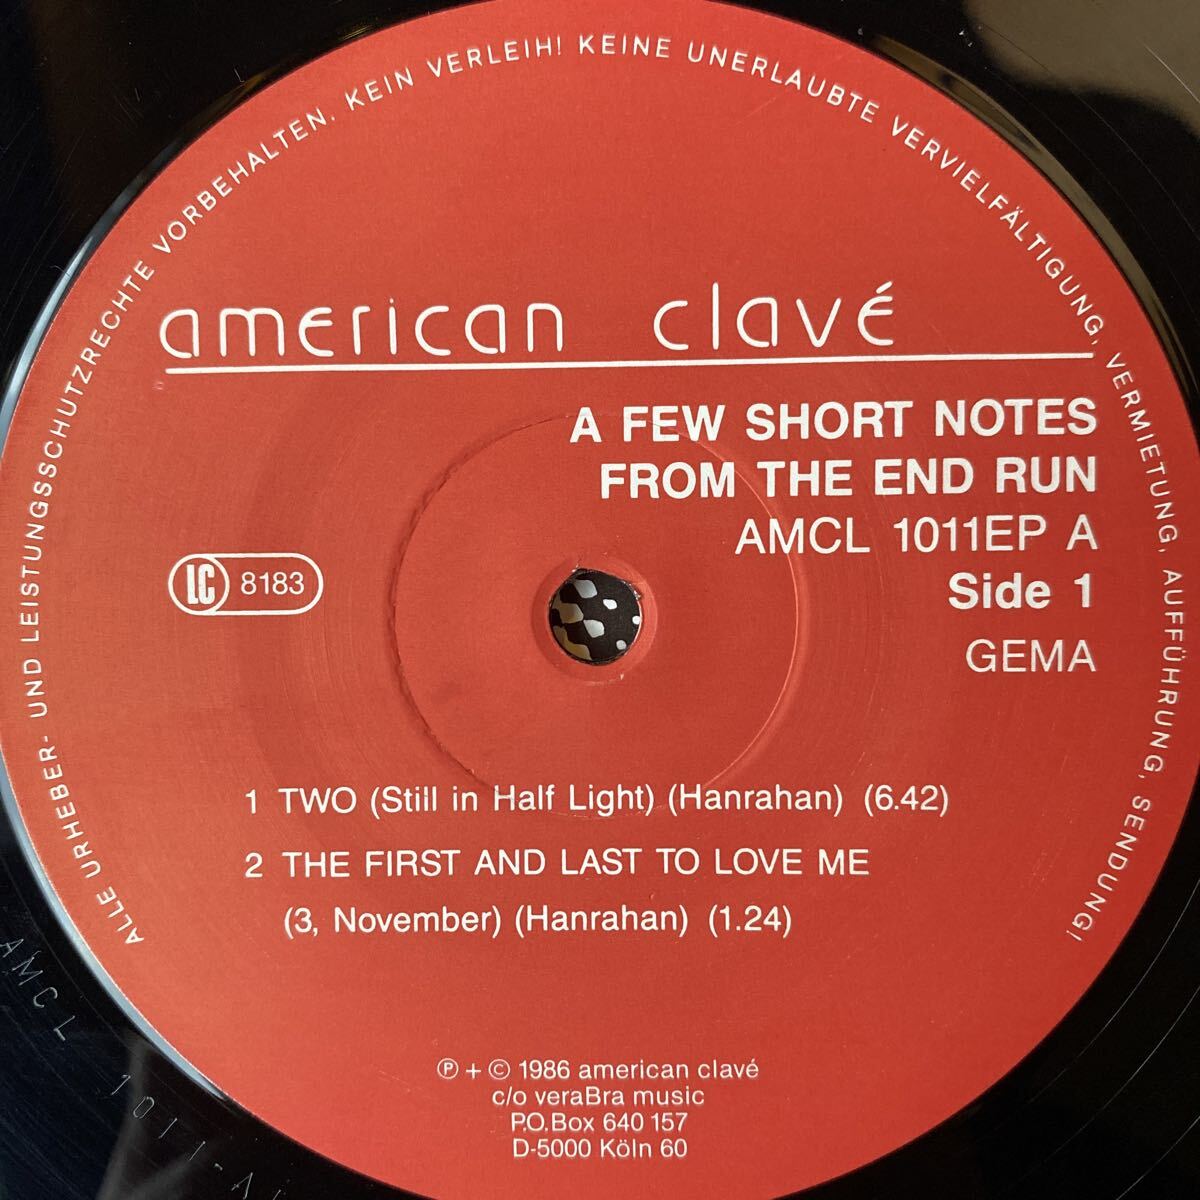 ALLE URHEBER- UND LEISTUNGSSCHUTZRECHTE VORBEHALTEN. KEIN VERLEIH! KEINE UNERLAUBTE VERVIELFÄLTIGUNG, VERMIETUNG, AUFFÜHRUNG, SENDUNG!
american clavé
A FEW SHORT NOTES
FROM THE END RUN
AMCL 1011EP A
LC 8183
Side 1
GEMA
1 TWO (Still in Half Light) (Hanrahan) (6.42)
2 THE FIRST AND LAST TO LOVE ME
(3, November) (Hanrahan) (1.24)
℗ + © 1986 american clavé
c/o veraBra music
P.O.Box 640 157
D-5000 Köln 60
AMCL 1011-A